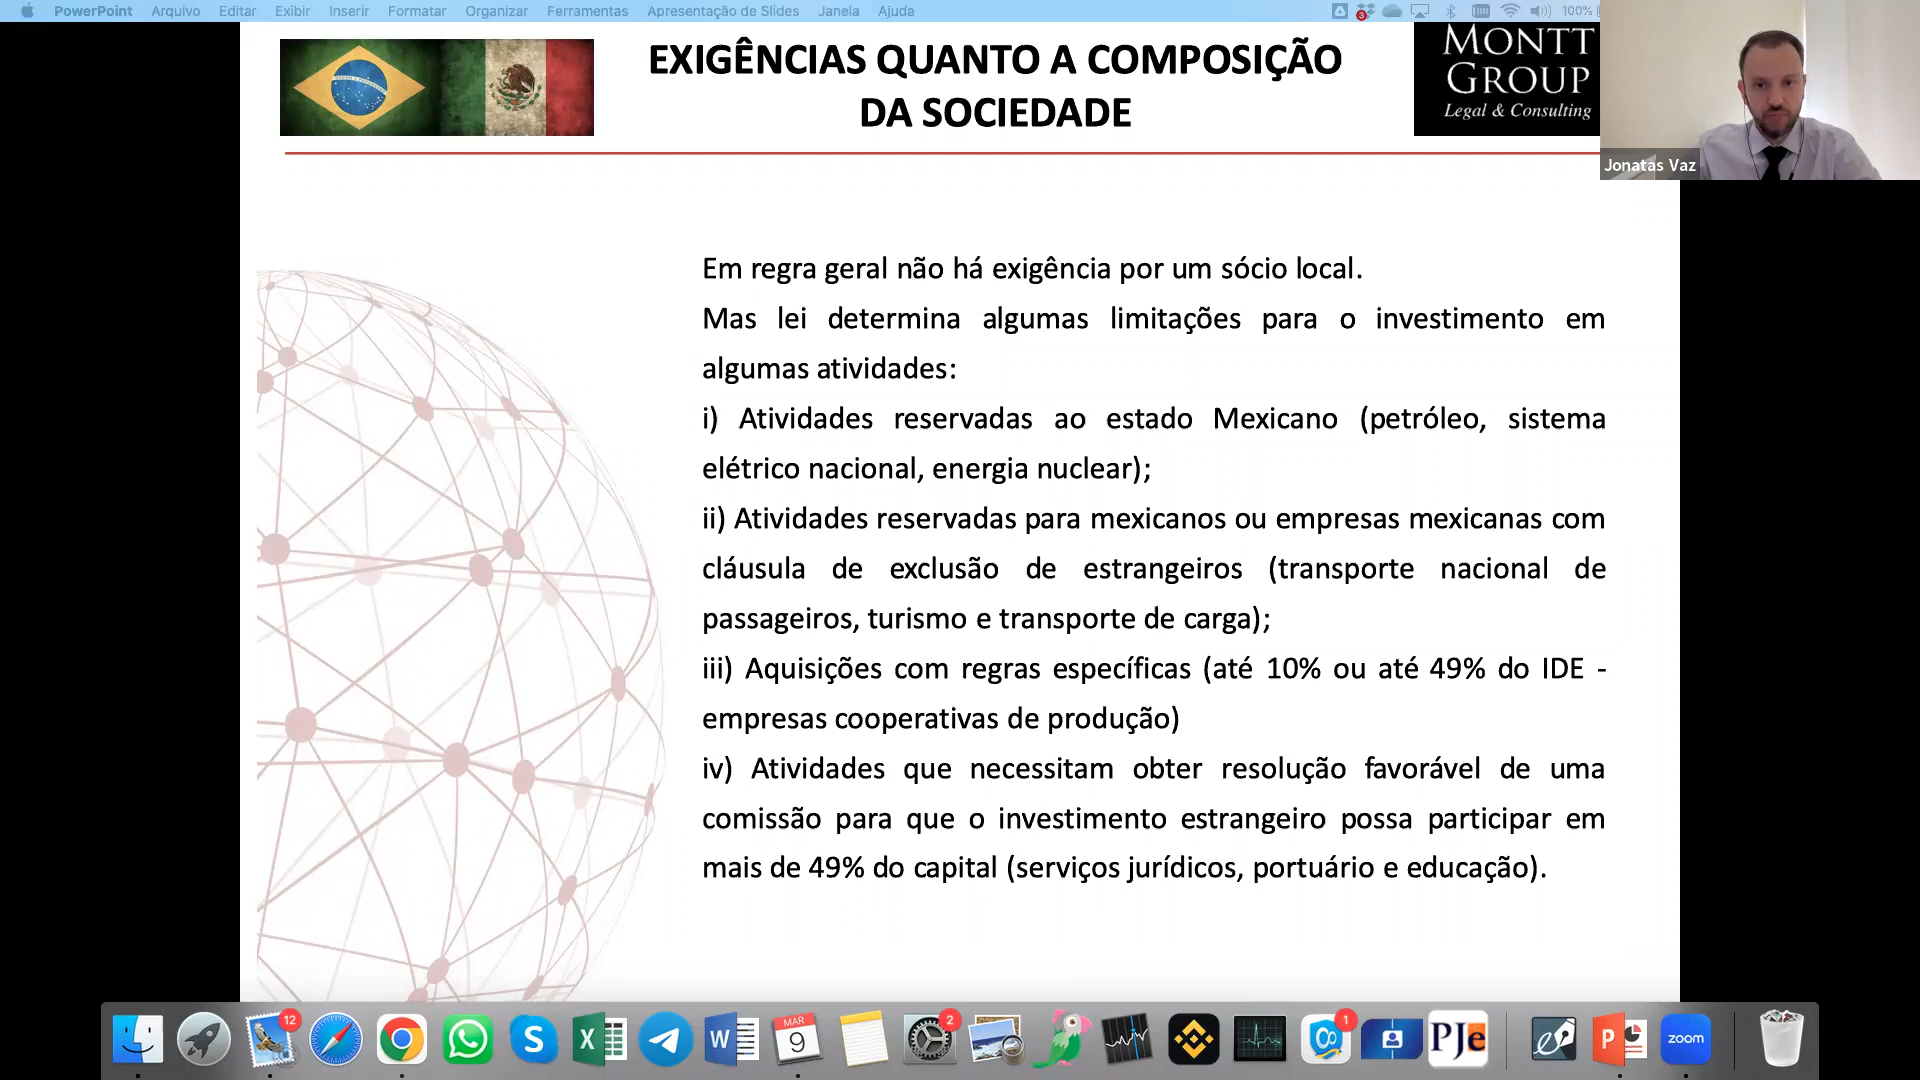 PowerPoint Arquivo Editar Exibir Inserir Formatar Organizar Ferramentas Apresentação de Slides Janela Ajuda 3 100%
EXIGÊNCIAS QUANTO A COMPOSIÇÃO
DA SOCIEDADE
MONTT
GROUP
Legal & Consulting
Jonatas Vaz
Em regra geral não há exigência por um sócio local.
Mas lei determina algumas limitações para o investimento em
algumas atividades:
i) Atividades reservadas ao estado Mexicano (petróleo, sistema
elétrico nacional, energia nuclear);
ii) Atividades reservadas para mexicanos ou empresas mexicanas com
cláusula de exclusão de estrangeiros (transporte nacional de
passageiros, turismo e transporte de carga);
iii) Aquisições com regras específicas (até 10% ou até 49% do IDE -
empresas cooperativas de produção)
iv) Atividades que necessitam obter resolução favorável de uma
comissão para que o investimento estrangeiro possa participar em
mais de 49% do capital (serviços jurídicos, portuário e educação).
12
S
X
W
MAR
9
2
1
PJe
P
zoom